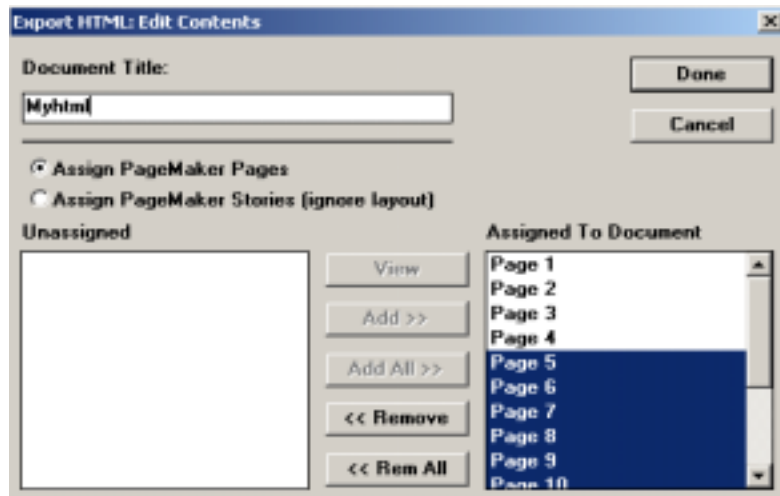 Export HTML: Edit Contents
Document Title:
Done
Myhtml
Cancel
Assign PageMaker Pages
Assign PageMaker Stories (ignore layout)
Unassigned
Assigned To Document
View
Add >>
Add All >>
<< Remove
<< Rem All
Page 1
Page 2
Page 3
Page 4
Page 5
Page 6
Page 7
Page 8
Page 9
Page 10